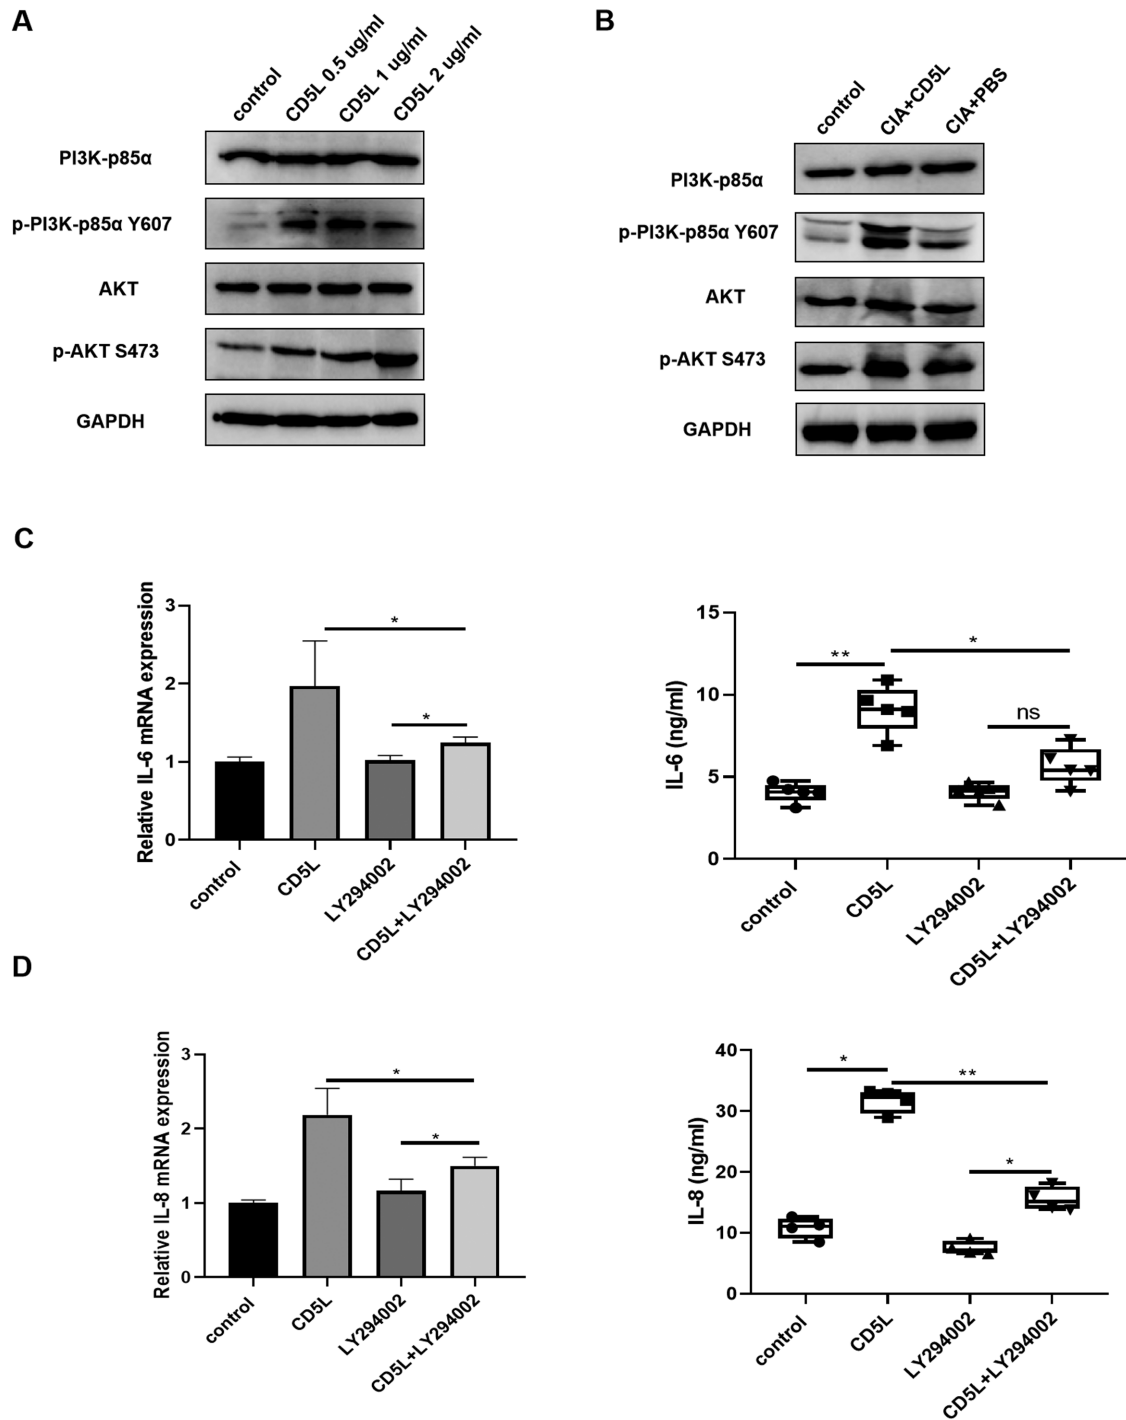 A
control
CD5L 0.5 ug/ml
CD5L 1 ug/ml
CD5L 2 ug/ml
PI3K-p85α
p-PI3K-p85α Y607
AKT
p-AKT S473
GAPDH
B
control
CIA+CD5L
CIA+PBS
PI3K-p85α
p-PI3K-p85α Y607
AKT
p-AKT S473
GAPDH
C
Relative IL-6 mRNA expression
3
2
1
0
*
*
control
CD5L
LY294002
CD5L+LY294002
IL-6 (ng/ml)
15
10
5
0
**
*
ns
control
CD5L
LY294002
CD5L+LY294002
D
Relative IL-8 mRNA expression
3
2
1
0
*
*
control
CD5L
LY294002
CD5L+LY294002
IL-8 (ng/ml)
40
30
20
10
0
*
**
*
control
CD5L
LY294002
CD5L+LY294002